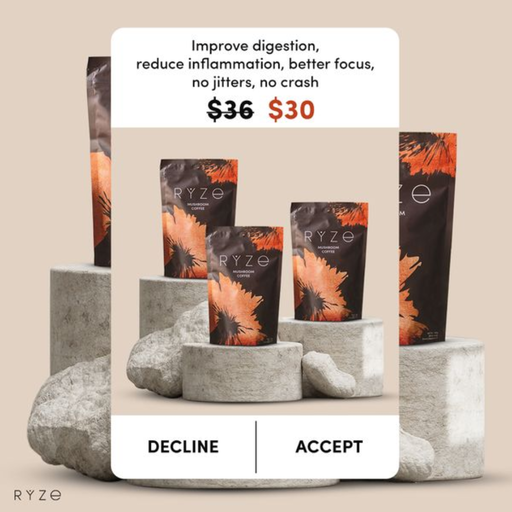 Improve digestion,
reduce inflammation, better focus,
no jitters, no crash
$36 $30
RYZE
MUSHROOM
COFFEE
RYZE
MUSHROOM
COFFEE
RYZE
MUSHROOM
COFFEE
DECLINE
ACCEPT
RYZE